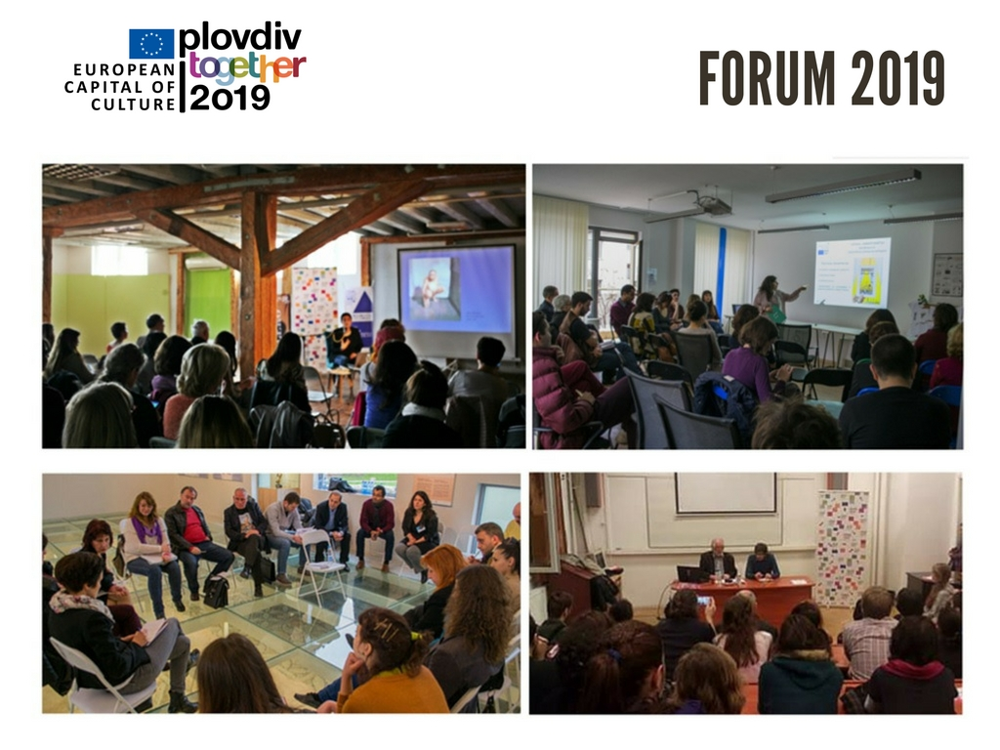 EUROPEAN
CAPITAL OF
CULTURE
plovdiv
together
2019
FORUM 2019